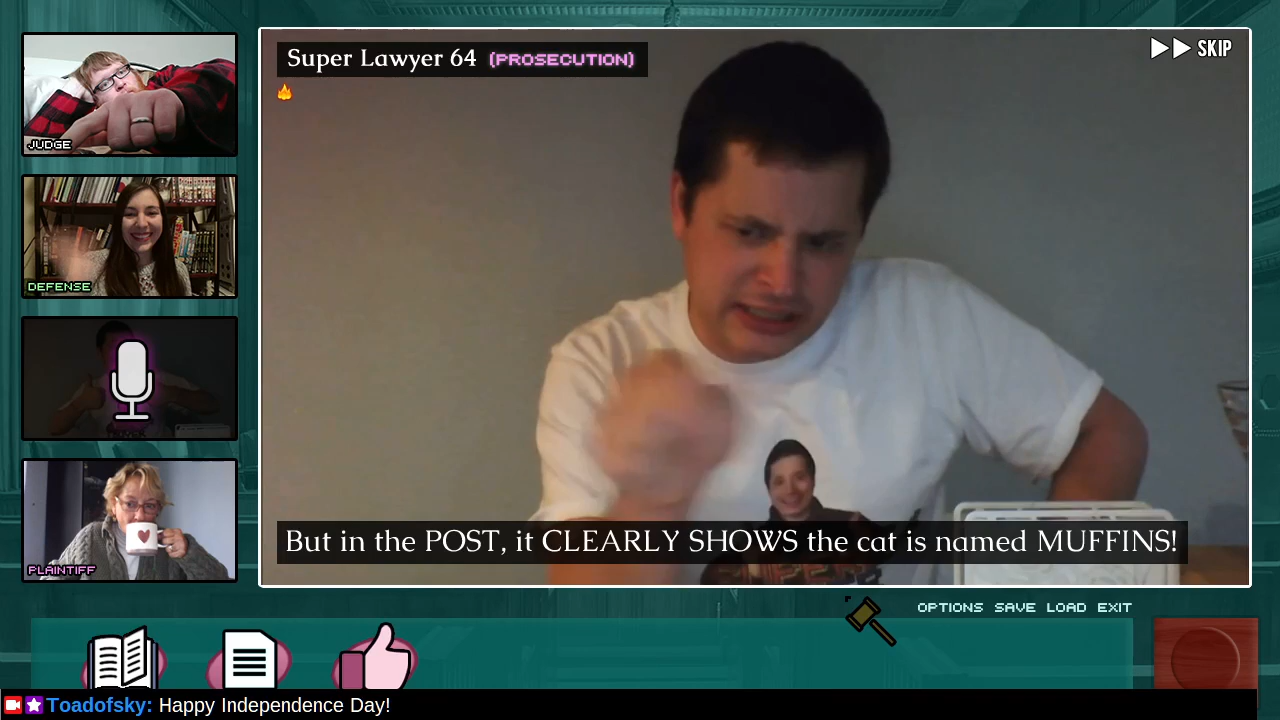 Super Lawyer 64 (PROSECUTION)
SKIP
JUDGE
DEFENSE
PLAINTIFF
But in the POST, it CLEARLY SHOWS the cat is named MUFFINS!
OPTIONS SAVE LOAD EXIT
Toadofsky: Happy Independence Day!